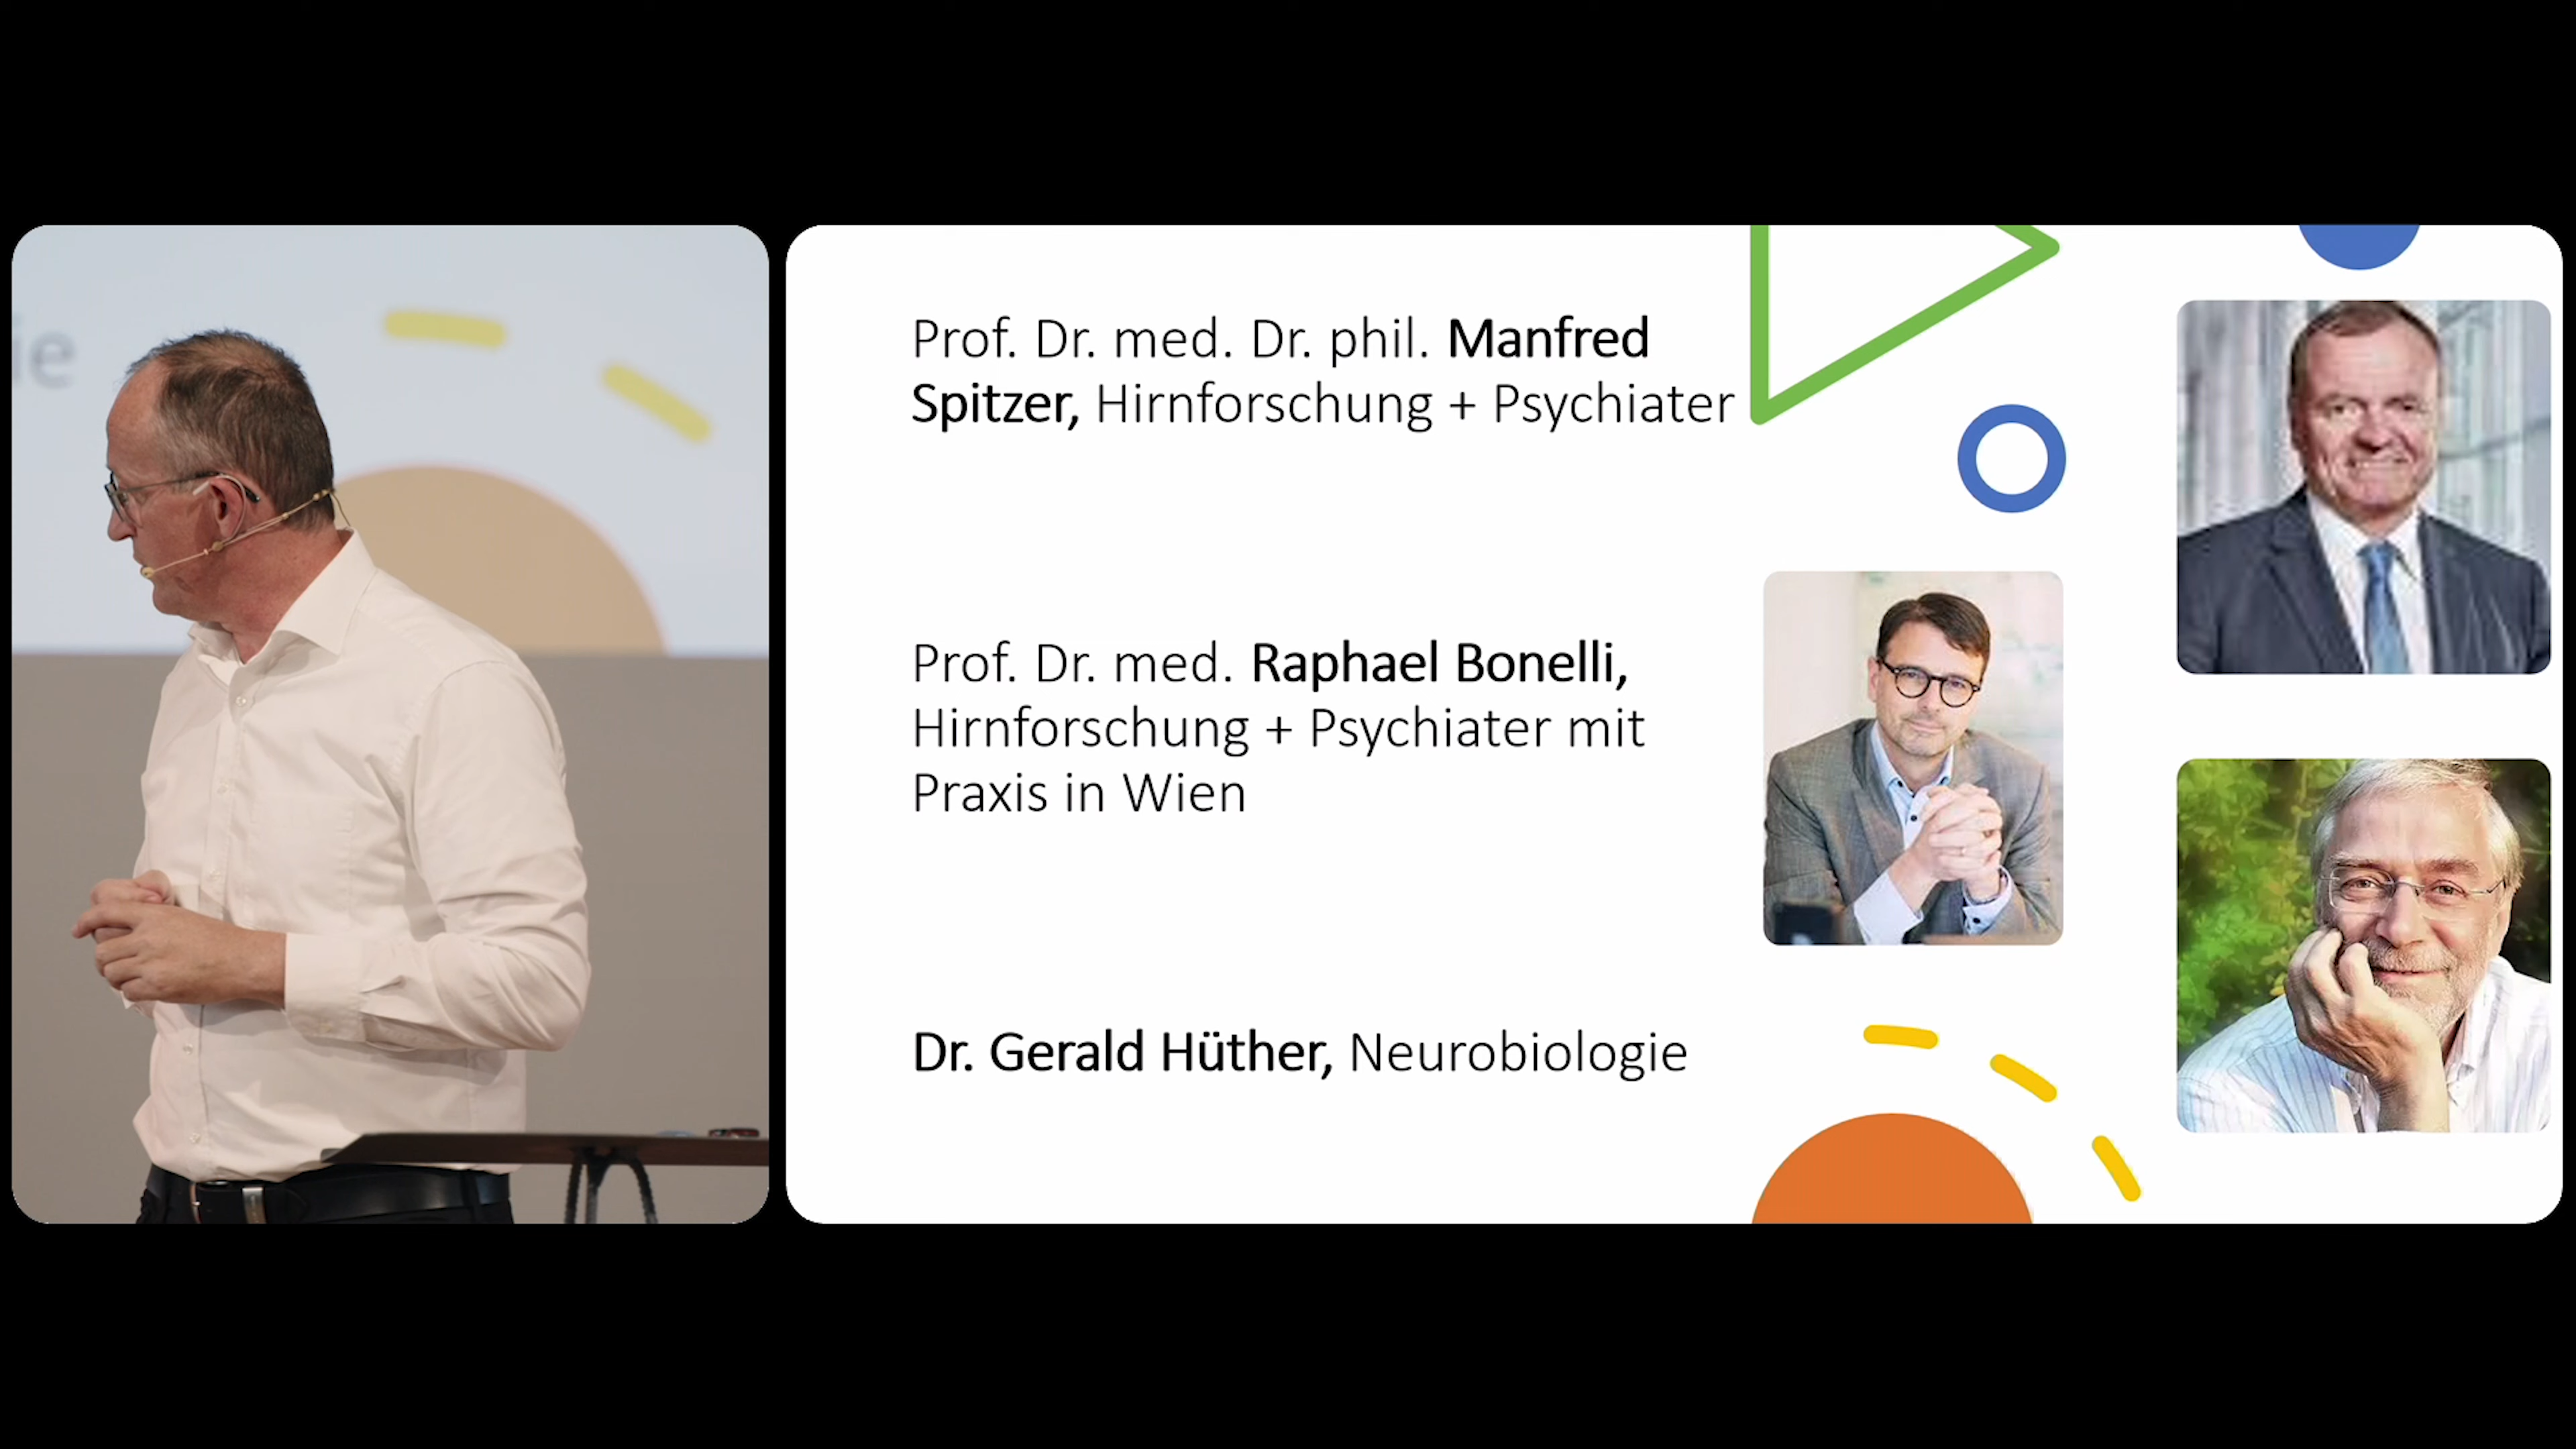 ie
Prof. Dr. med. Dr. phil. Manfred
Spitzer, Hirnforschung + Psychiater
Prof. Dr. med. Raphael Bonelli,
Hirnforschung + Psychiater mit
Praxis in Wien
Dr. Gerald Hüther, Neurobiologie